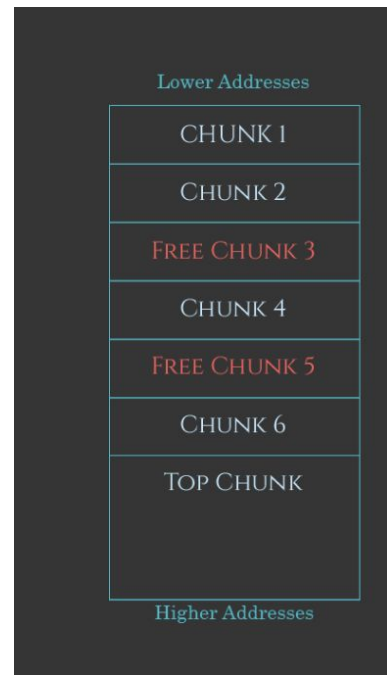 Lower Addresses
CHUNK 1
CHUNK 2
FREE CHUNK 3
CHUNK 4
FREE CHUNK 5
CHUNK 6
TOP CHUNK
Higher Addresses